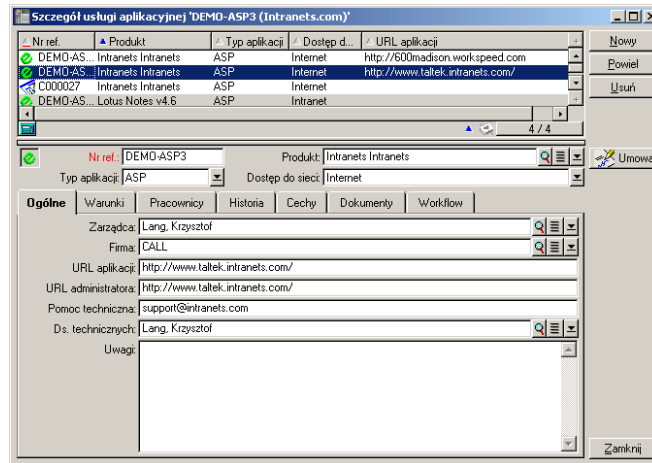 Szczegół usługi aplikacyjnej 'DEMO-ASP3 (Intranets.com)'
Nr ref. Produkt Typ aplikacji Dostęp d... URL aplikacji
DEMO-AS... Intranets Intranets ASP Internet http://600madison.workspeed.com
DEMO-AS... Intranets Intranets ASP Internet http://www.taltek.intranets.com/
C000027 Intranets Intranets ASP Internet
DEMO-AS... Lotus Notes v4.6 ASP Intranet
4 / 4
Nowy
Powiel
Usuń
Umowa
Nr ref.: DEMO-ASP3 Produkt: Intranets Intranets
Typ aplikacji: ASP Dostęp do sieci: Internet
Ogólne Warunki Pracownicy Historia Cechy Dokumenty Workflow
Zarządca: Lang, Krzysztof
Firma: CALL
URL aplikacji: http://www.taltek.intranets.com/
URL administratora: http://www.taltek.intranets.com/
Pomoc techniczna: support@intranets.com
Ds. technicznych: Lang, Krzysztof
Uwagi:
Zamknij